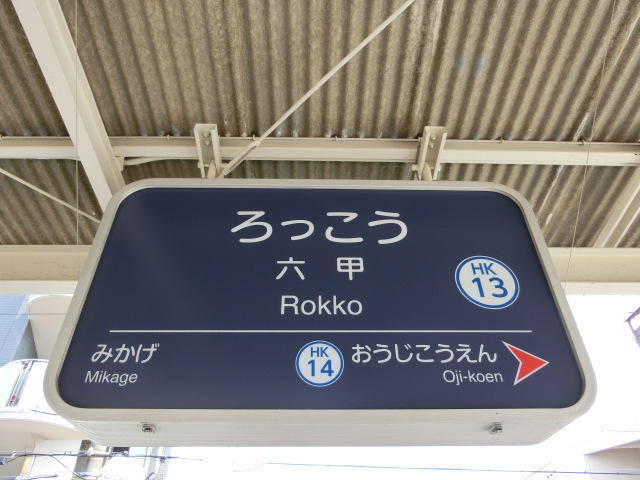 ろっこう
六甲
Rokko
HK
13
みかげ
Mikage
HK
14
おうじこうえん
Oji-koen